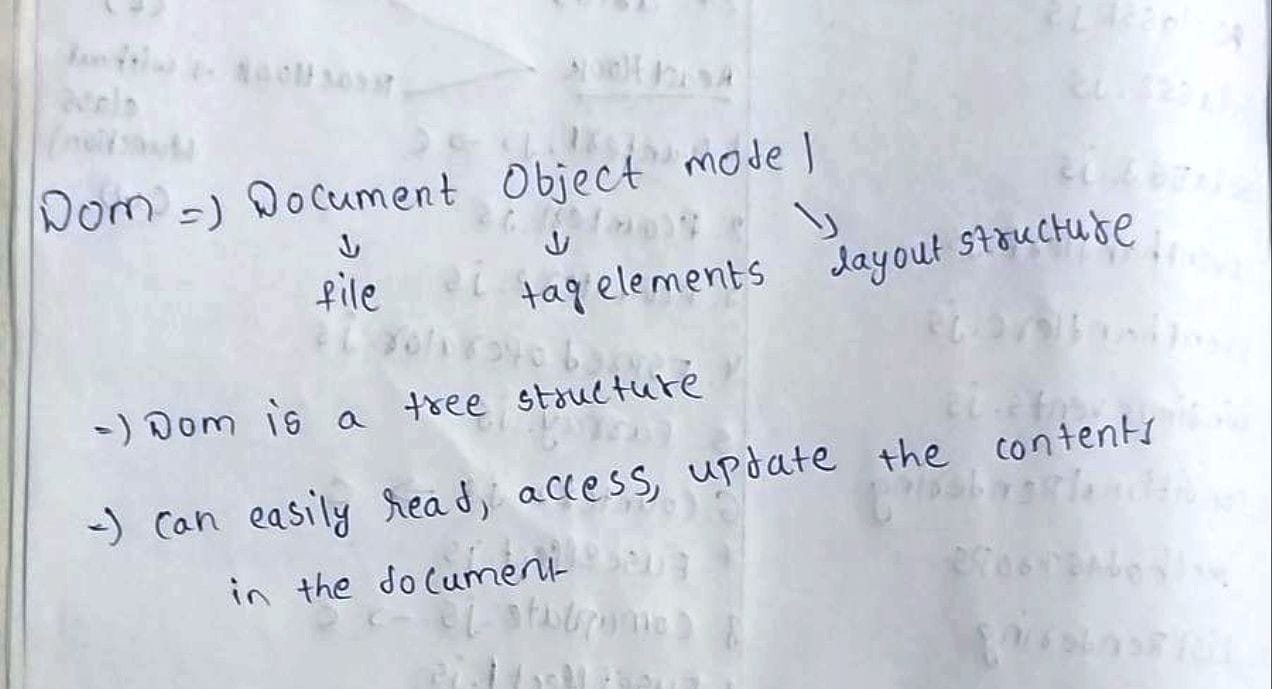 Dom => Document Object model
↓ ↓ ↘
file tag elements layout structure
=) Dom is a tree structure
=) can easily read, access, update the contents
in the document